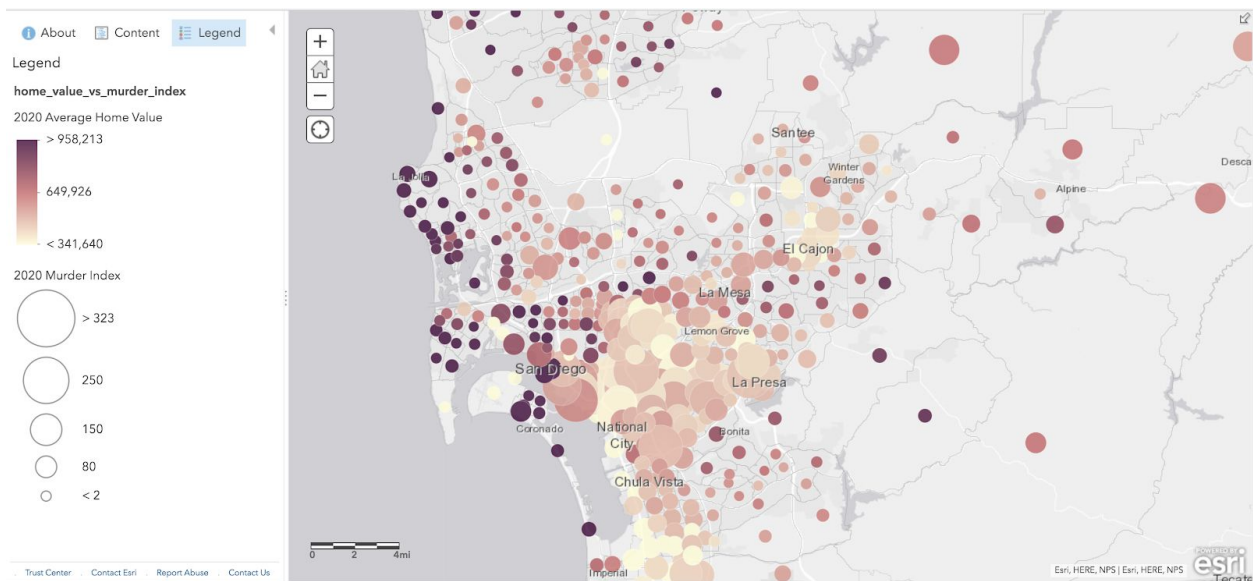 About Content Legend
Legend
home_value_vs_murder_index
2020 Average Home Value
> 958,213
649,926
< 341,640
2020 Murder Index
> 323
250
150
80
< 2
Trust Center Contact Esri Report Abuse Contact Us
+
−
Santee
Winter
Gardens
La Jolla
Alpine
Desca
El Cajon
La Mesa
Lemon Grove
San Diego
La Presa
Coronado
National
City
Bonita
Chula Vista
Imperial
0 2 4mi
Esri, HERE, NPS | Esri, HERE, NPS
POWERED BY
esri
Tecate